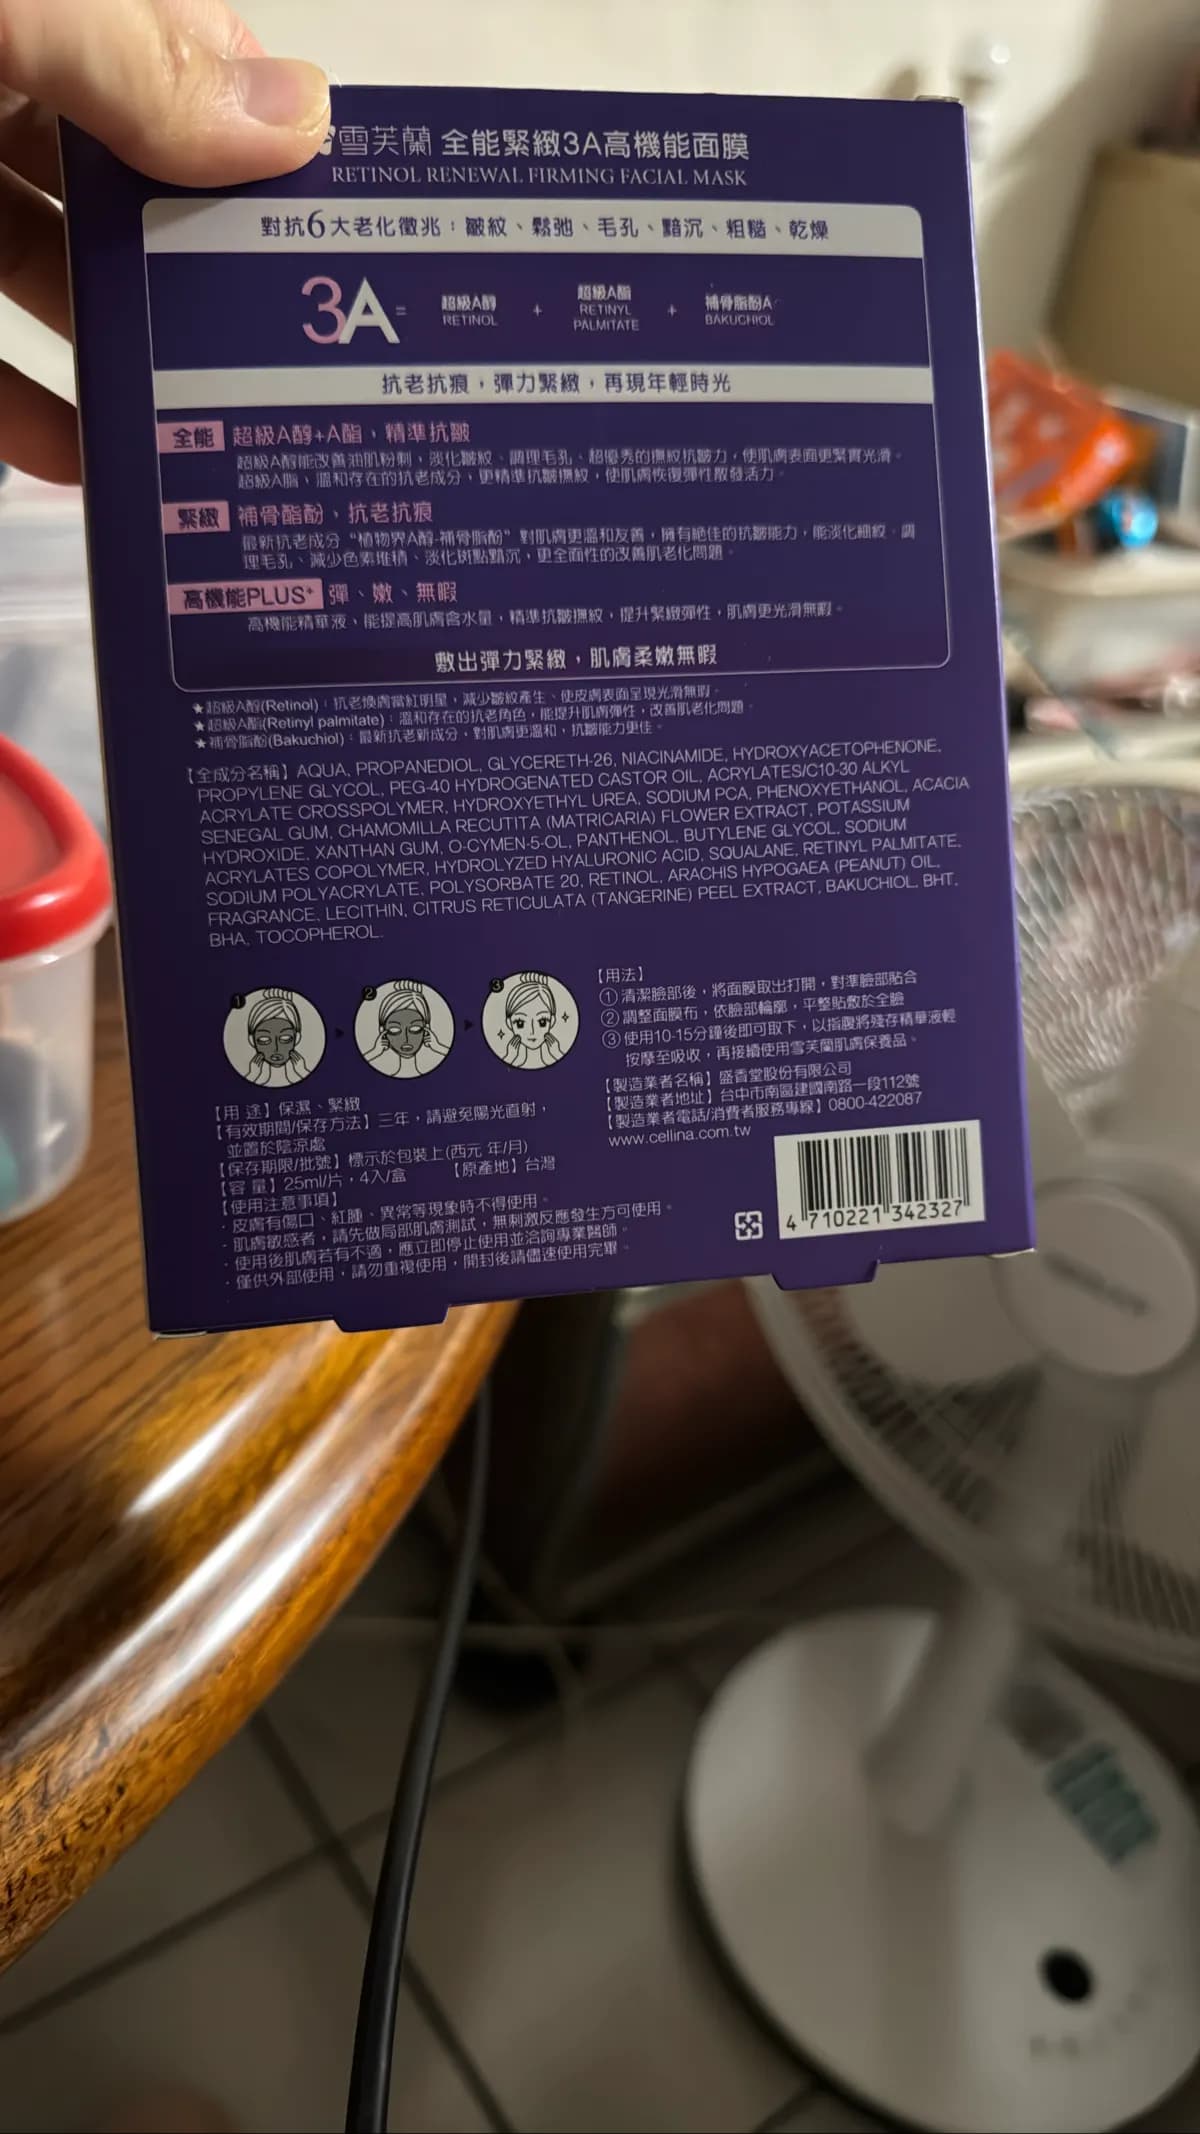 雪芙蘭 全能緊緻3A高機能面膜
RETINOL RENEWAL FIRMING FACIAL MASK
對抗6大老化徵兆：皺紋、鬆弛、毛孔、黯沉、粗糙、乾燥
3A = 超級A醇 RETINOL + 超級A酯 RETINYL PALMITATE + 補骨脂酚A BAKUCHIOL
抗老抗痕，彈力緊緻，再現年輕時光
全能 超級A醇+A酯，精準抗皺
超級A醇能改善油肌粉刺，淡化皺紋、調理毛孔、超優秀的撫紋抗皺力，使肌膚表面更緊實光滑。
超級A脂，溫和存在的抗老成分，更精準抗皺撫紋，使肌膚恢復彈性散發活力。
緊緻 補骨酯酚，抗老抗痕
最新抗老成分“植物界A醇-補骨脂酚”對肌膚更溫和友善，擁有絕佳的抗皺能力，能淡化細紋、調
理毛孔、減少色素堆積、淡化斑點黯沉，更全面性的改善肌老化問題。
高機能PLUS+ 彈、嫩、無暇
高機能精華液，能提高肌膚含水量，精準抗皺撫紋，提升緊緻彈性，肌膚更光滑無暇。
敷出彈力緊緻，肌膚柔嫩無暇
★超級A醇(Retinol)：抗老煥膚當紅明星，減少皺紋產生、使皮膚表面呈現光滑無暇。
★超級A酯(Retinyl palmitate)：溫和存在的抗老角色，能提升肌膚彈性，改善肌老化問題。
★補骨脂酚(Bakuchiol)：最新抗老新成分，對肌膚更溫和，抗皺能力更佳。
【全成分名稱】AQUA, PROPANEDIOL, GLYCERETH-26, NIACINAMIDE, HYDROXYACETOPHENONE,
PROPYLENE GLYCOL, PEG-40 HYDROGENATED CASTOR OIL, ACRYLATES/C10-30 ALKYL
ACRYLATE CROSSPOLYMER, HYDROXYETHYL UREA, SODIUM PCA, PHENOXYETHANOL, ACACIA
SENEGAL GUM, CHAMOMILLA RECUTITA (MATRICARIA) FLOWER EXTRACT, POTASSIUM
HYDROXIDE, XANTHAN GUM, O-CYMEN-5-OL, PANTHENOL, BUTYLENE GLYCOL, SODIUM
ACRYLATES COPOLYMER, HYDROLYZED HYALURONIC ACID, SQUALANE, RETINYL PALMITATE,
SODIUM POLYACRYLATE, POLYSORBATE 20, RETINOL, ARACHIS HYPOGAEA (PEANUT) OIL,
FRAGRANCE, LECITHIN, CITRUS RETICULATA (TANGERINE) PEEL EXTRACT, BAKUCHIOL, BHT,
BHA, TOCOPHEROL.
1 2 3
【用法】
①清潔臉部後，將面膜取出打開，對準臉部貼合
②調整面膜布，依臉部輪廓，平整貼敷於全臉
③使用10-15分鐘後即可取下，以指腹將殘存精華液輕
按摩至吸收，再接續使用雪芙蘭肌膚保養品。
【製造業者名稱】盛香堂股份有限公司
【製造業者地址】台中市南區建國南路一段112號
【製造業者電話/消費者服務專線】0800-422087
www.cellina.com.tw
【用 途】保濕、緊緻
【有效期間/保存方法】三年，請避免陽光直射，
並置於陰涼處
【保存期限/批號】標示於包裝上(西元 年/月)
【容 量】25ml/片，4入/盒 【原產地】台灣
【使用注意事項】
· 皮膚有傷口、紅腫、異常等現象時不得使用。
· 肌膚敏感者，請先做局部肌膚測試，無刺激反應發生方可使用。
· 使用後肌膚若有不適，應立即停止使用並洽詢專業醫師。
· 僅供外部使用，請勿重複使用，開封後請儘速使用完畢。
4 710221 342327